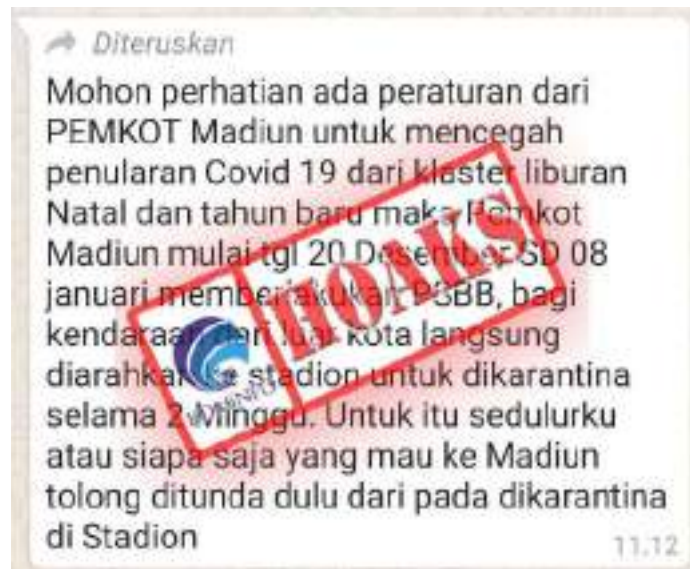 Diteruskan
Mohon perhatian ada peraturan dari
PEMKOT Madiun untuk mencegah
penularan Covid 19 dari klaster liburan
Natal dan tahun baru maka Pemkot
Madiun mulai tgl 20 Desember SD 08
januari memberlakukan PSBB, bagi
kendaraan dari luar kota langsung
diarahkan ke stadion untuk dikarantina
selama 2 Minggu. Untuk itu sedulurku
atau siapa saja yang mau ke Madiun
tolong ditunda dulu dari pada dikarantina
di Stadion
11.12
HOAKS
KOMINFO